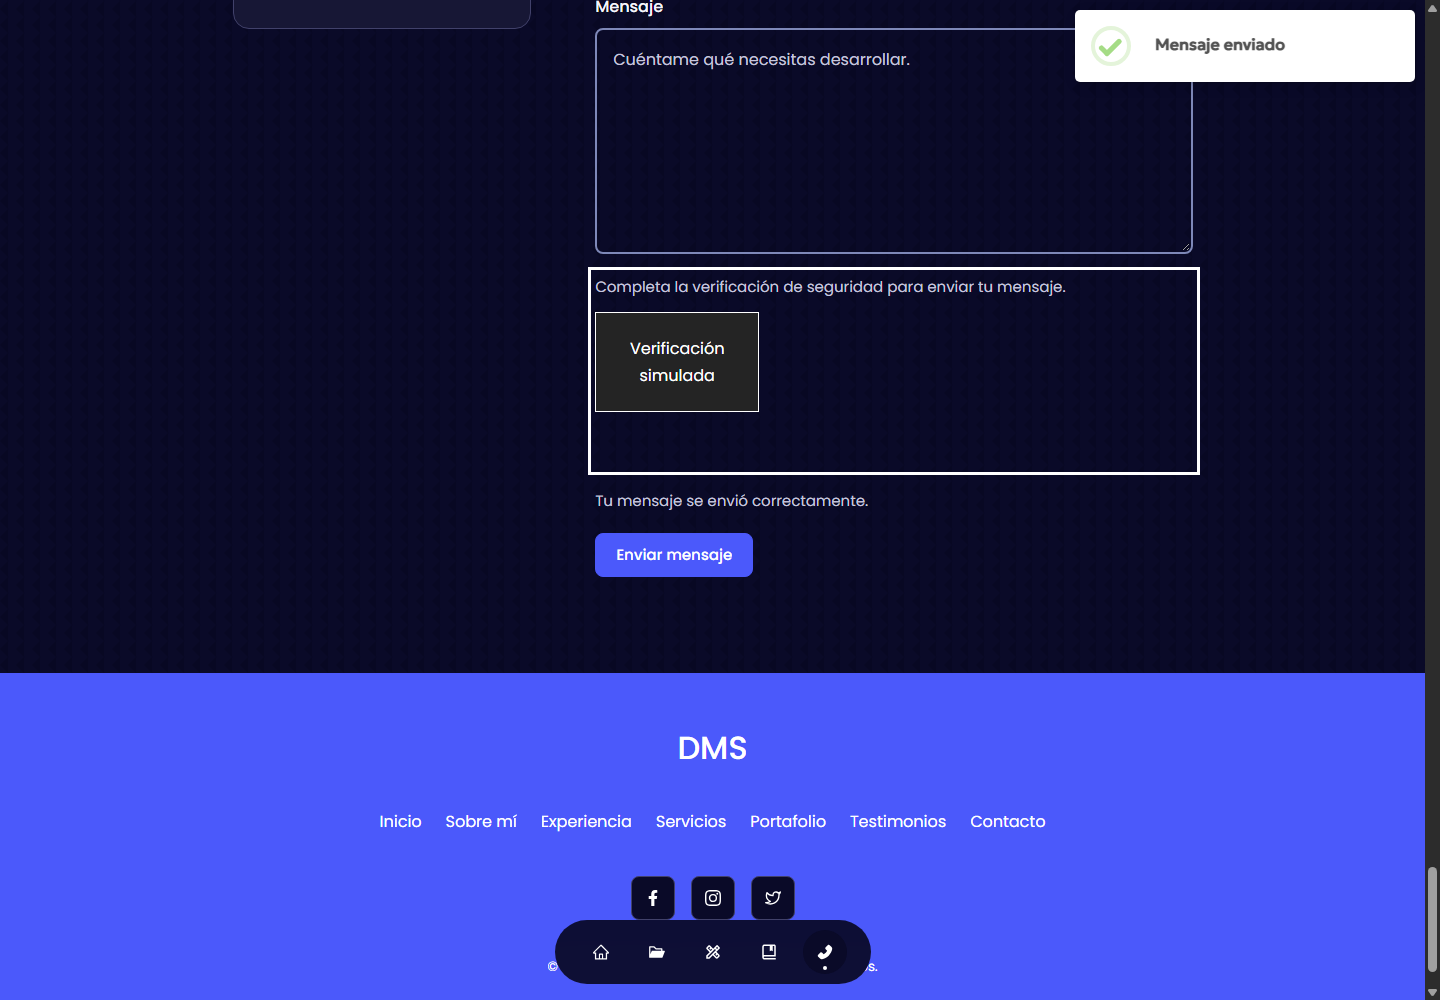 Mensaje
Mensaje enviado
Cuéntame qué necesitas desarrollar.
Completa la verificación de seguridad para enviar tu mensaje.
Verificación
simulada
Tu mensaje se envió correctamente.
Enviar mensaje
DMS
Inicio Sobre mí Experiencia Servicios Portafolio Testimonios Contacto
©